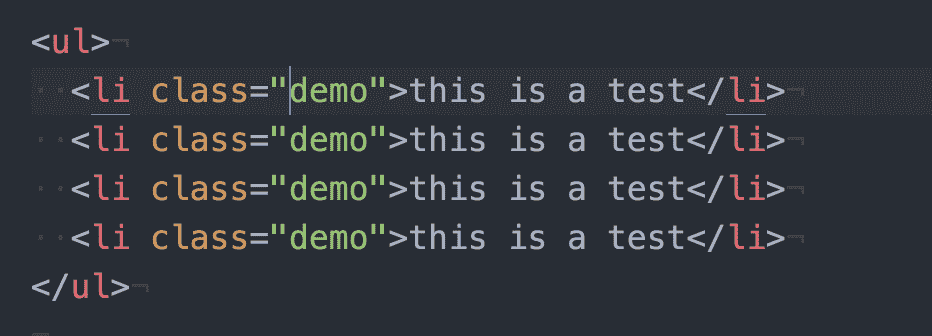 <ul>
  <li class="demo">this is a test</li>
  <li class="demo">this is a test</li>
  <li class="demo">this is a test</li>
  <li class="demo">this is a test</li>
</ul>